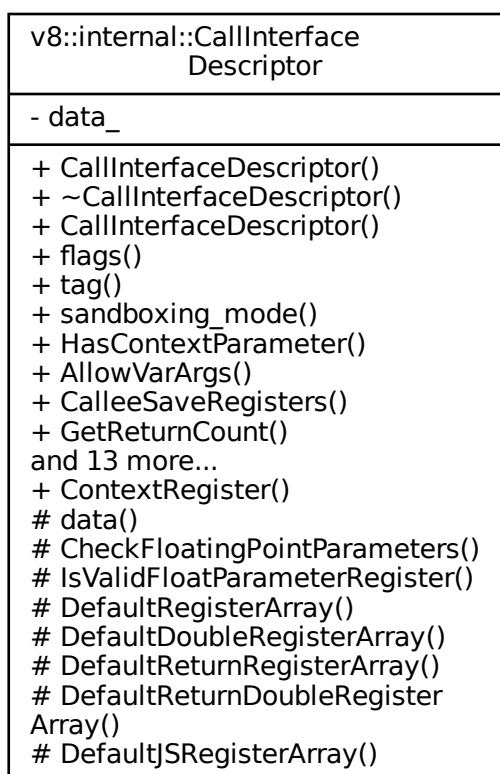 v8::internal::CallInterface
Descriptor
- data_
+ CallInterfaceDescriptor()
+ ~CallInterfaceDescriptor()
+ CallInterfaceDescriptor()
+ flags()
+ tag()
+ sandboxing_mode()
+ HasContextParameter()
+ AllowVarArgs()
+ CalleeSaveRegisters()
+ GetReturnCount()
and 13 more...
+ ContextRegister()
# data()
# CheckFloatingPointParameters()
# IsValidFloatParameterRegister()
# DefaultRegisterArray()
# DefaultDoubleRegisterArray()
# DefaultReturnRegisterArray()
# DefaultReturnDoubleRegister
Array()
# DefaultJSRegisterArray()